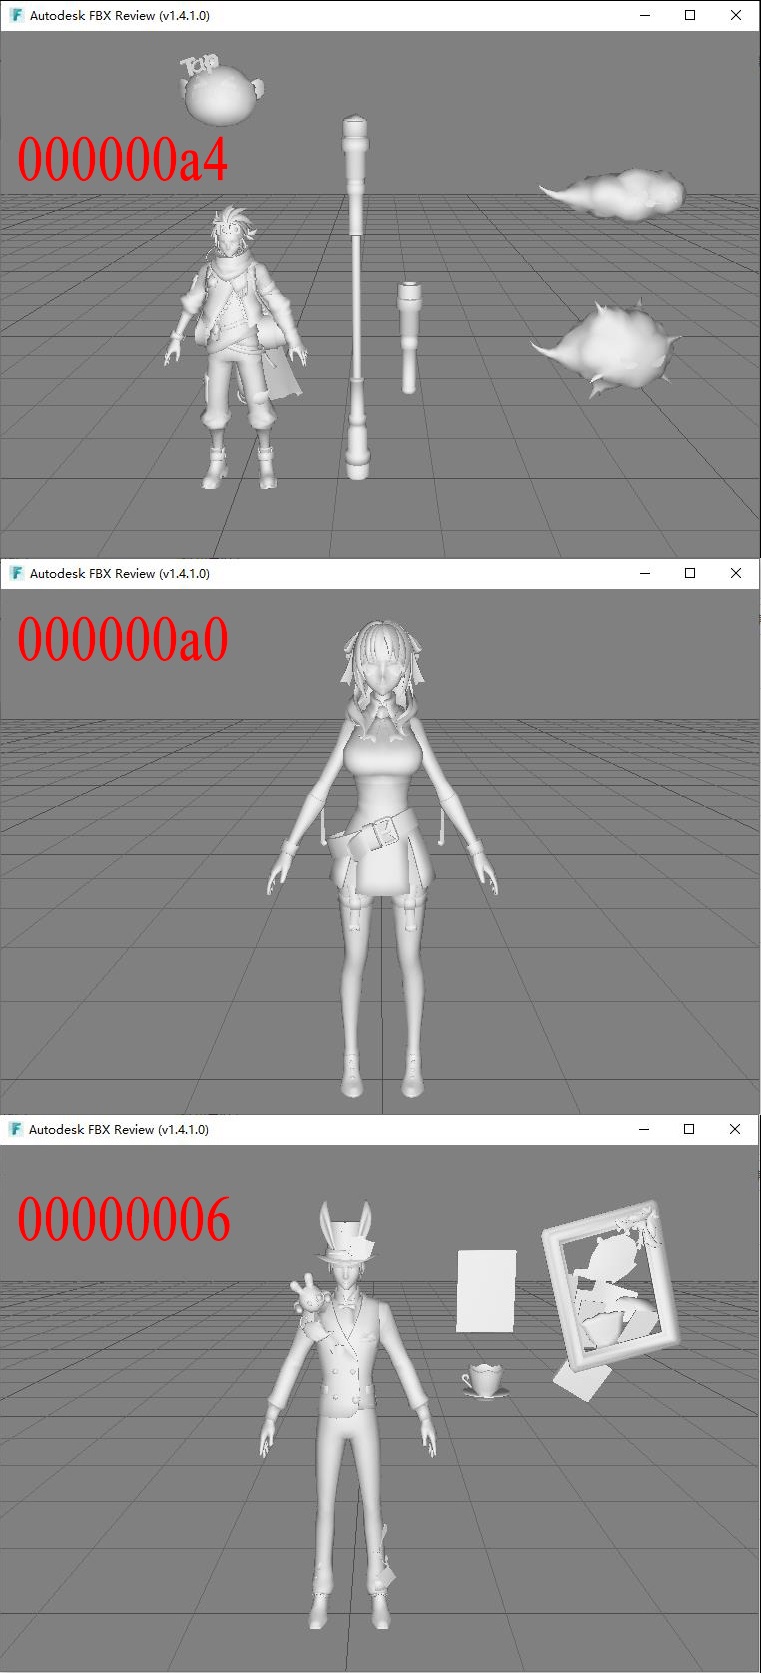 Autodesk FBX Review (v1.4.1.0)
Tap
000000a4
Autodesk FBX Review (v1.4.1.0)
000000a0
Autodesk FBX Review (v1.4.1.0)
00000006